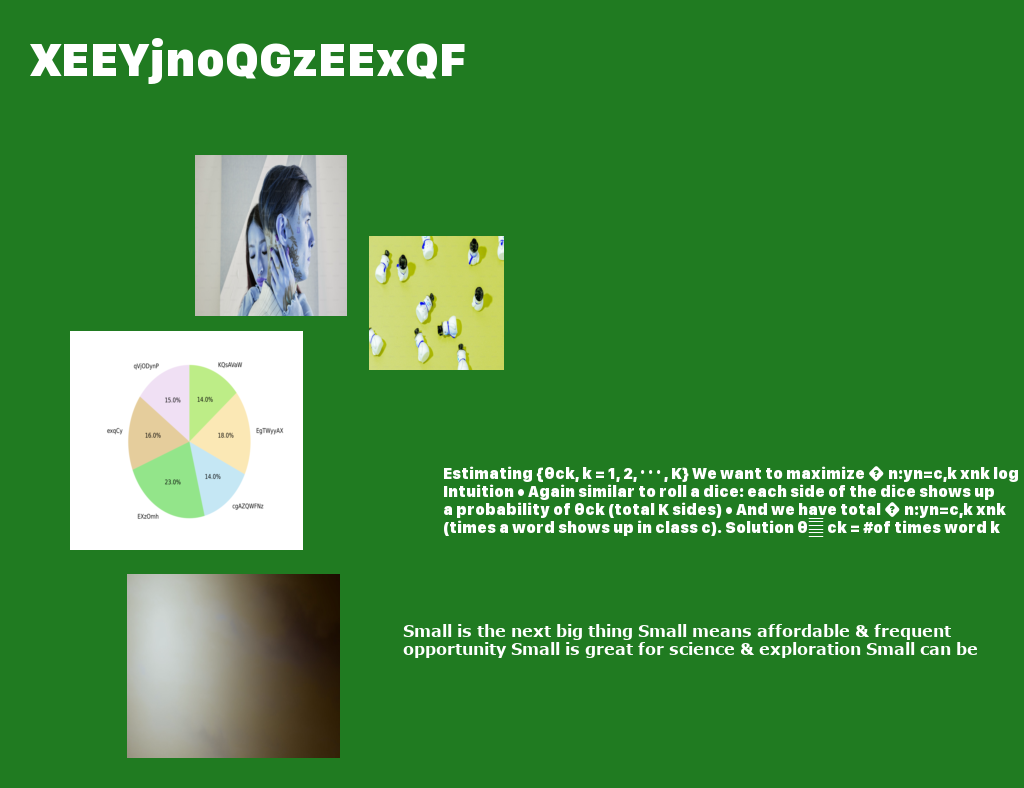 XEEYjnoQGzEExQF
qVjODynP
KQsAVaW
15.0%
14.0%
exqCy
16.0%
18.0%
EgTWyyAX
23.0%
14.0%
cgAZQWFNz
EXzOmh
Estimating {θck, k = 1, 2, · · · , K} We want to maximize � n:yn=c,k xnk log
Intuition • Again similar to roll a dice: each side of the dice shows up
a probability of θck (total K sides) • And we have total � n:yn=c,k xnk
(times a word shows up in class c). Solution θ ck = #of times word k
Small is the next big thing Small means affordable & frequent
opportunity Small is great for science & exploration Small can be